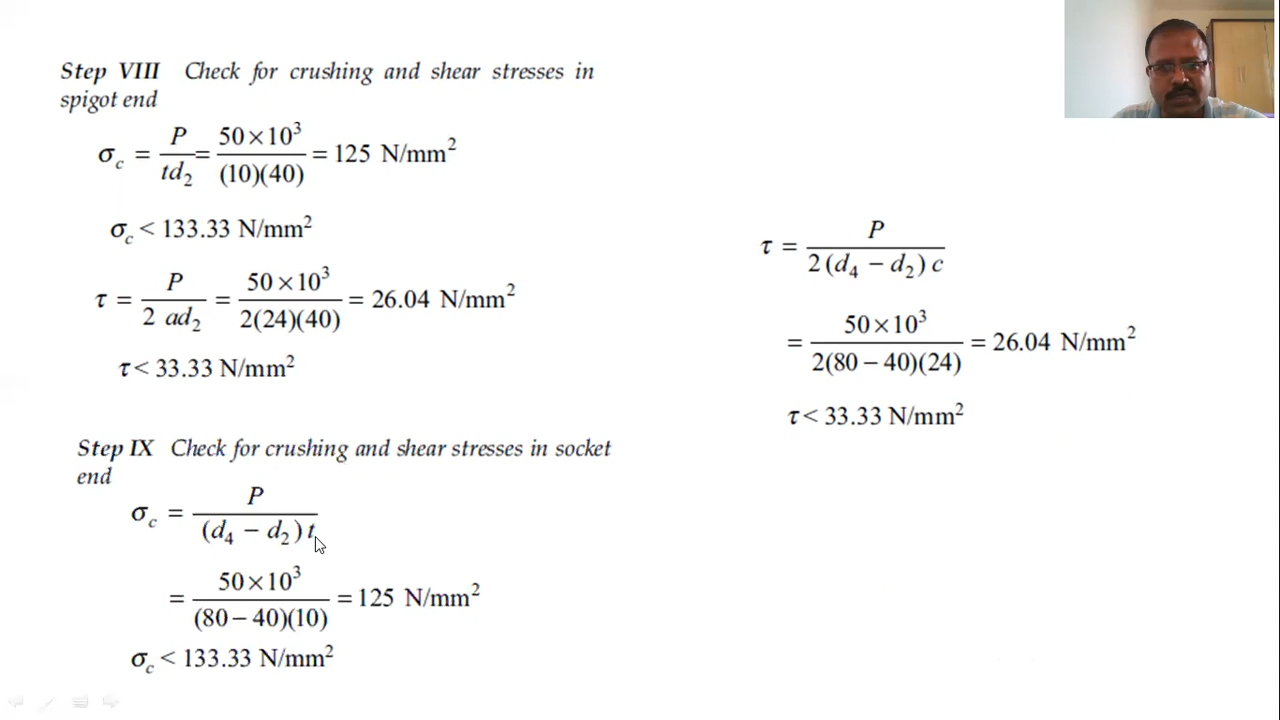 Step VIII Check for crushing and shear stresses in
spigot end
σc = P/td2 = 50×10³/(10)(40) = 125 N/mm²
σc < 133.33 N/mm²
τ = P/2 ad2 = 50×10³/2(24)(40) = 26.04 N/mm²
τ < 33.33 N/mm²
Step IX Check for crushing and shear stresses in socket
end
σc = P/(d4 − d2) t
= 50×10³/(80−40)(10) = 125 N/mm²
σc < 133.33 N/mm²
τ = P/2(d4 − d2) c
= 50×10³/2(80−40)(24) = 26.04 N/mm²
τ < 33.33 N/mm²